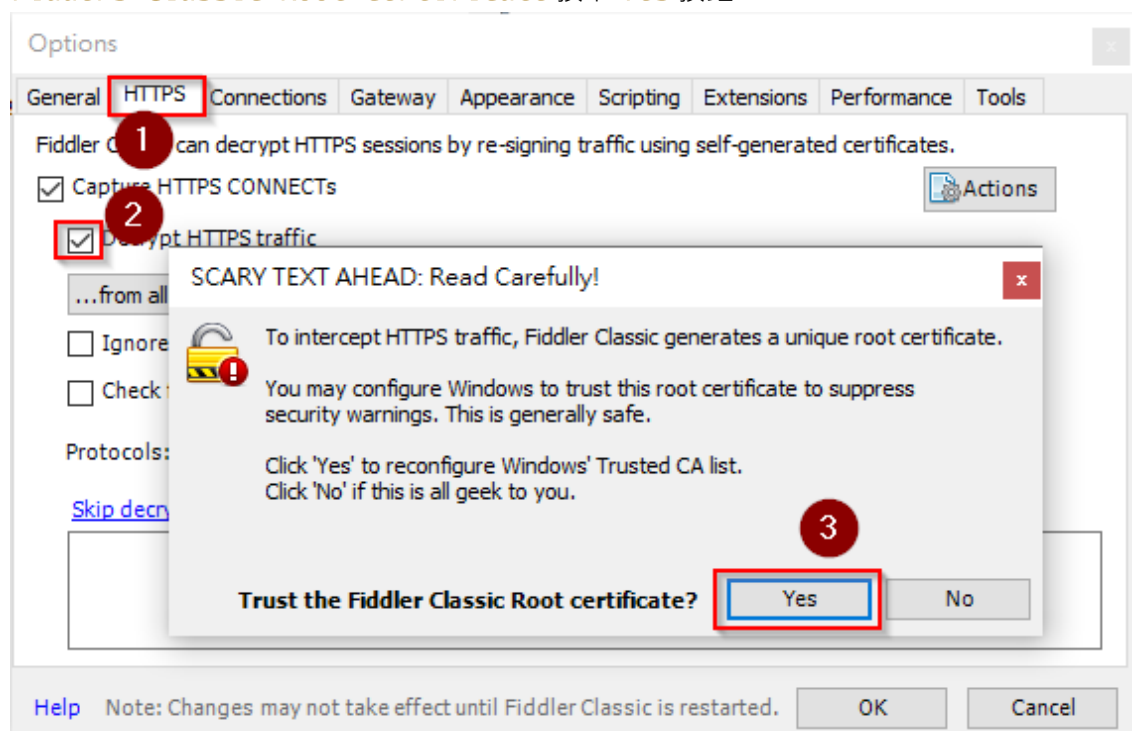 Options
General HTTPS Connections Gateway Appearance Scripting Extensions Performance Tools
1
Fiddler can decrypt HTTPS sessions by re-signing traffic using self-generated certificates.
Capture HTTPS CONNECTs
Actions
2
Decrypt HTTPS traffic
SCARY TEXT AHEAD: Read Carefully!
x
...from all
To intercept HTTPS traffic, Fiddler Classic generates a unique root certificate.
Ignore
You may configure Windows to trust this root certificate to suppress
Check
security warnings. This is generally safe.
Protocols:
Click 'Yes' to reconfigure Windows' Trusted CA list.
Click 'No' if this is all geek to you.
Skip decry
3
Trust the Fiddler Classic Root certificate?
Yes
No
Help Note: Changes may not take effect until Fiddler Classic is restarted.
OK
Cancel